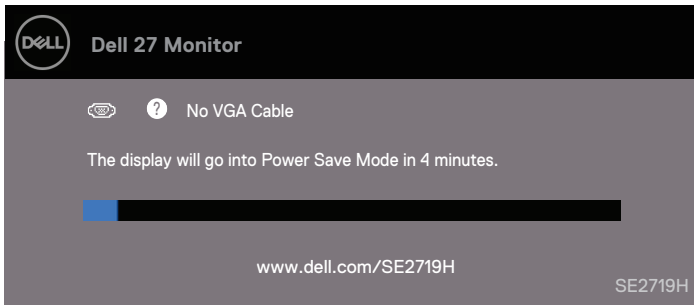 DELL
Dell 27 Monitor
? No VGA Cable
The display will go into Power Save Mode in 4 minutes.
www.dell.com/SE2719H
SE2719H